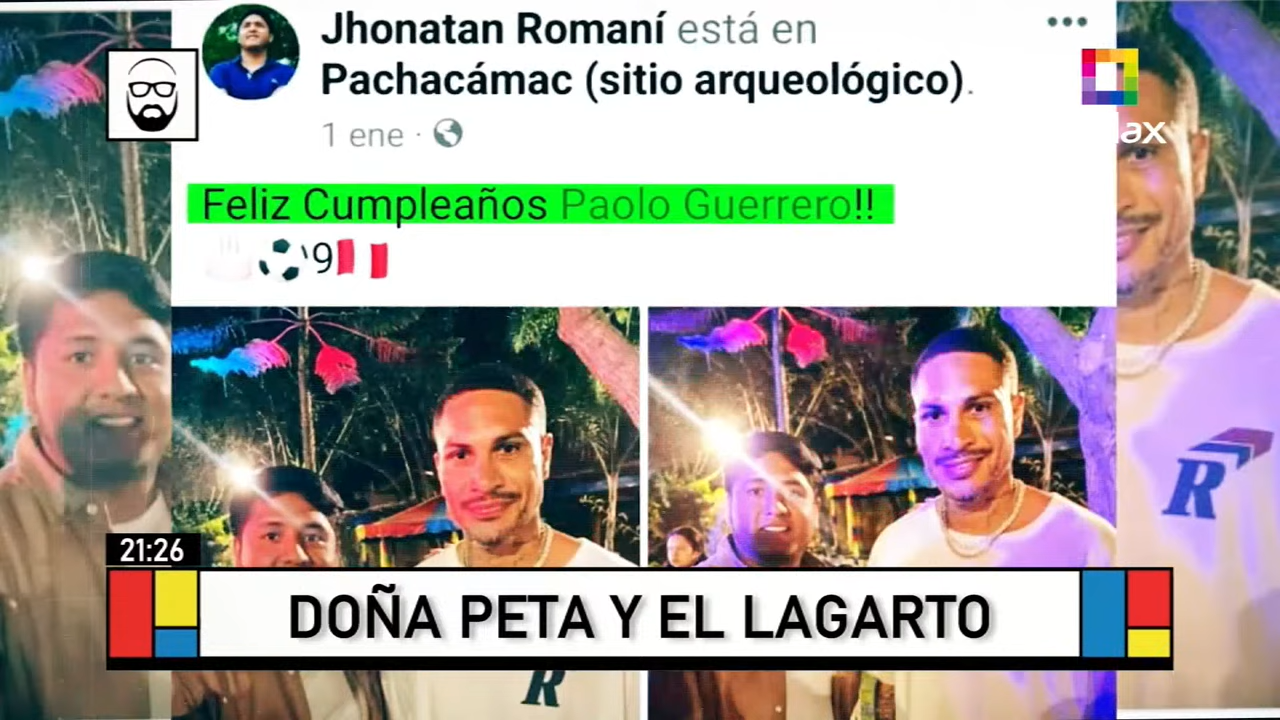 Jhonatan Romaní está en
Pachacámac (sitio arqueológico).
1 ene ·
Feliz Cumpleaños Paolo Guerrero!!
9
ax
R
21:26
DOÑA PETA Y EL LAGARTO
R